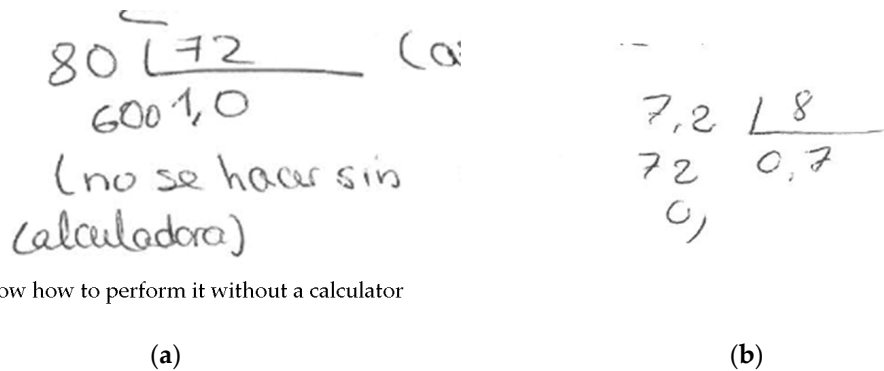 80 72
600 1,0
(no se hacer sin
calculadora)
ow how to perform it without a calculator
(a)
7,2 8
72 0,7
0,
(b)